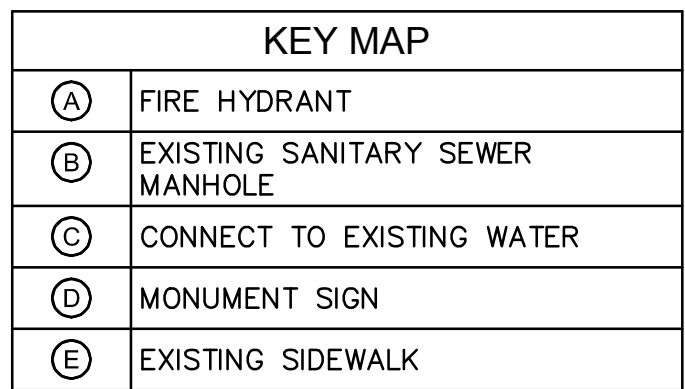 KEY MAP
A FIRE HYDRANT
B EXISTING SANITARY SEWER
MANHOLE
C CONNECT TO EXISTING WATER
D MONUMENT SIGN
E EXISTING SIDEWALK